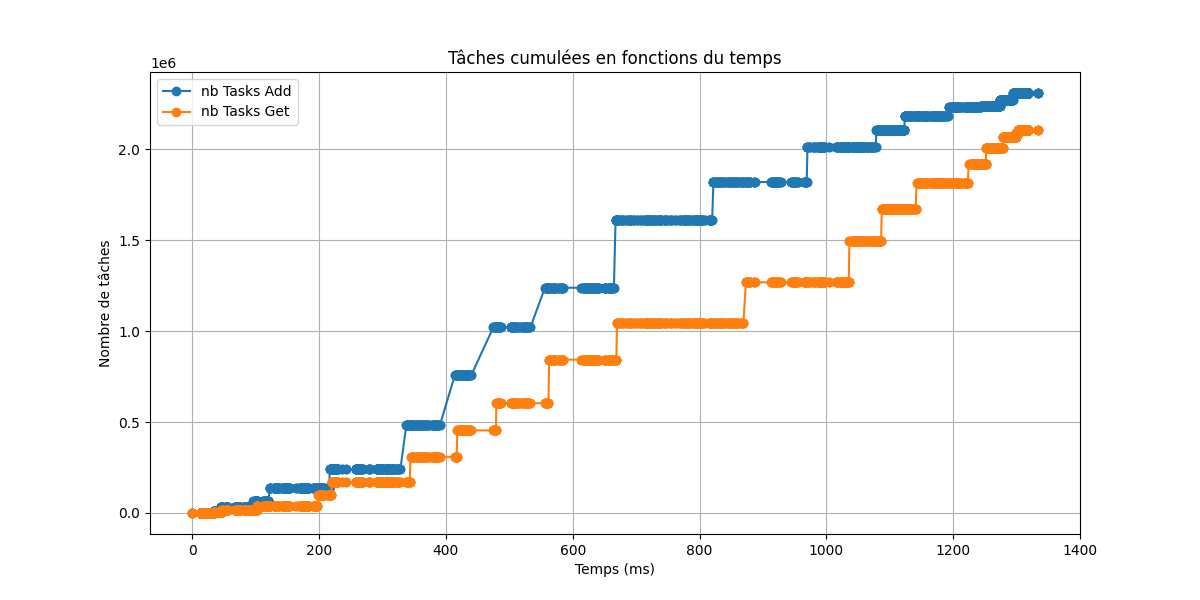 Tâches cumulées en fonctions du temps
1e6
nb Tasks Add
nb Tasks Get
2.0
1.5
1.0
0.5
0.0
Nombre de tâches
0 200 400 600 800 1000 1200 1400
Temps (ms)